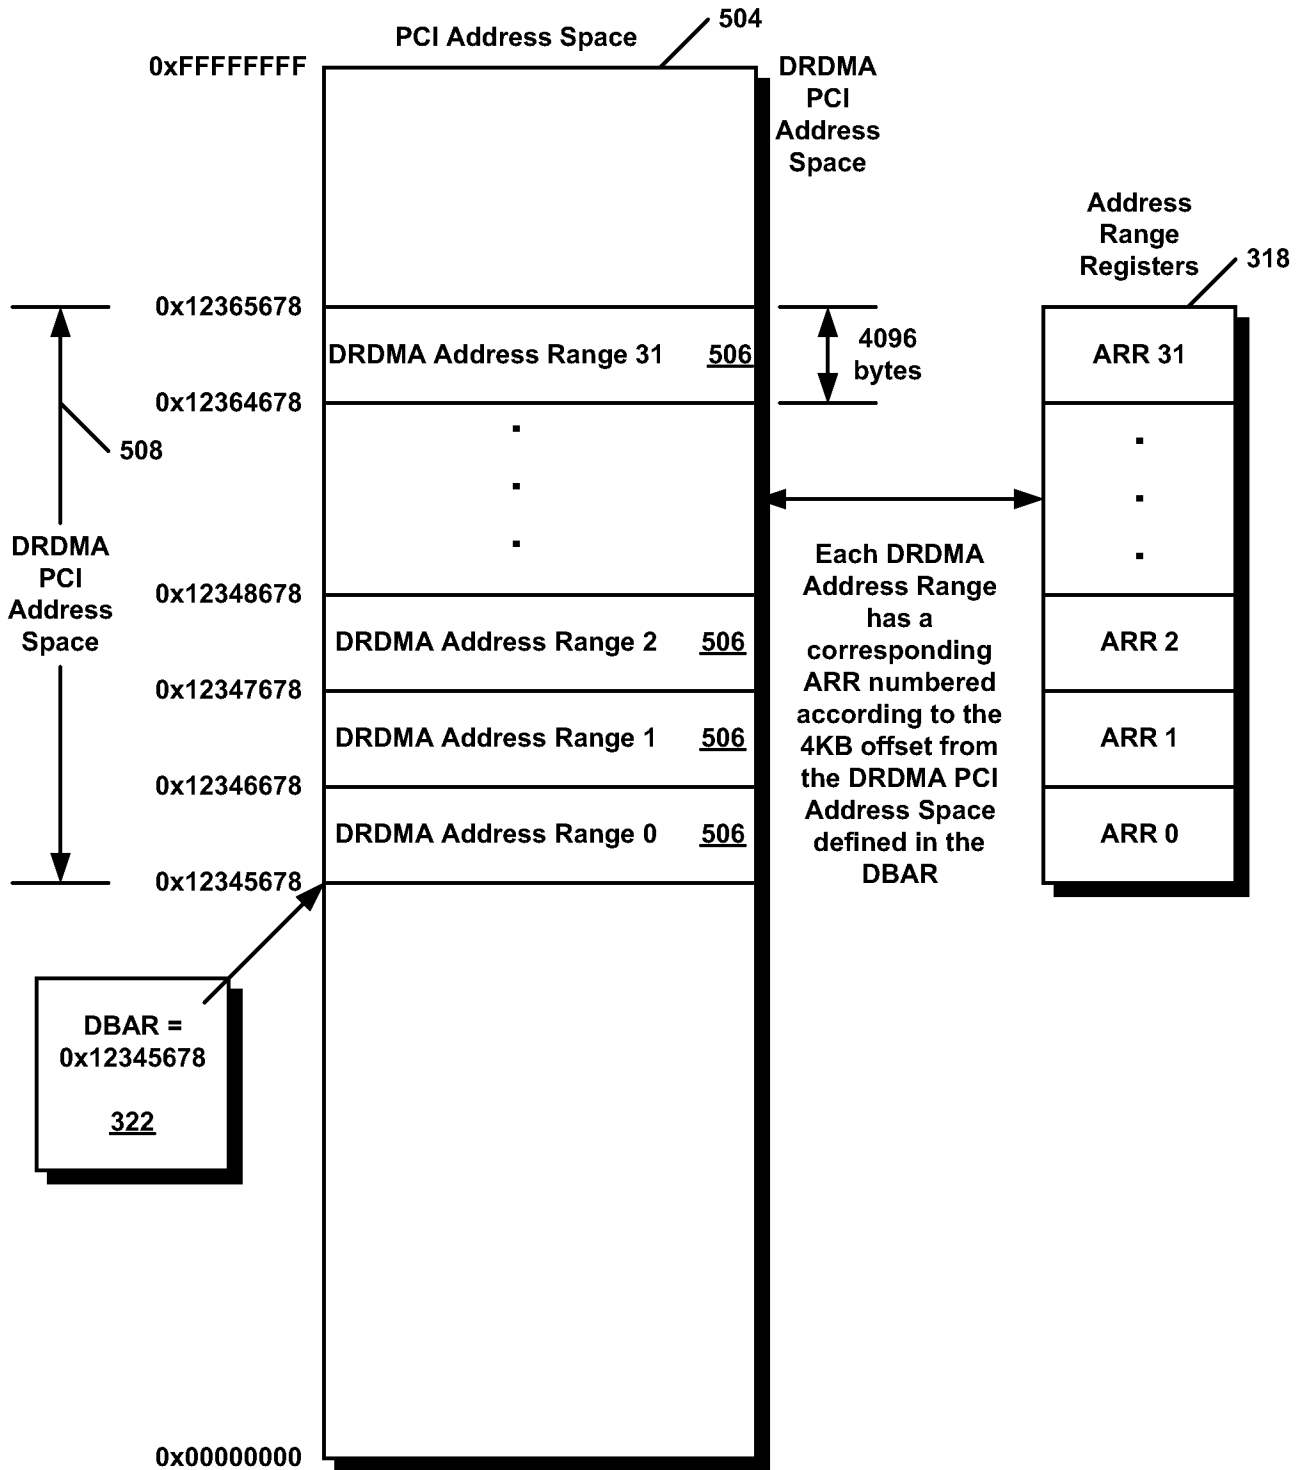 PCI Address Space
504
0xFFFFFFFF
DRDMA
PCI
Address
Space
Address
Range
Registers
318
0x12365678
DRDMA Address Range 31 506
4096
bytes
ARR 31
0x12364678
508
DRDMA
PCI
Address
Space
Each DRDMA
Address Range
has a
corresponding
ARR numbered
according to the
4KB offset from
the DRDMA PCI
Address Space
defined in the
DBAR
0x12348678
DRDMA Address Range 2 506
ARR 2
0x12347678
DRDMA Address Range 1 506
ARR 1
0x12346678
DRDMA Address Range 0 506
ARR 0
0x12345678
DBAR =
0x12345678
322
0x00000000